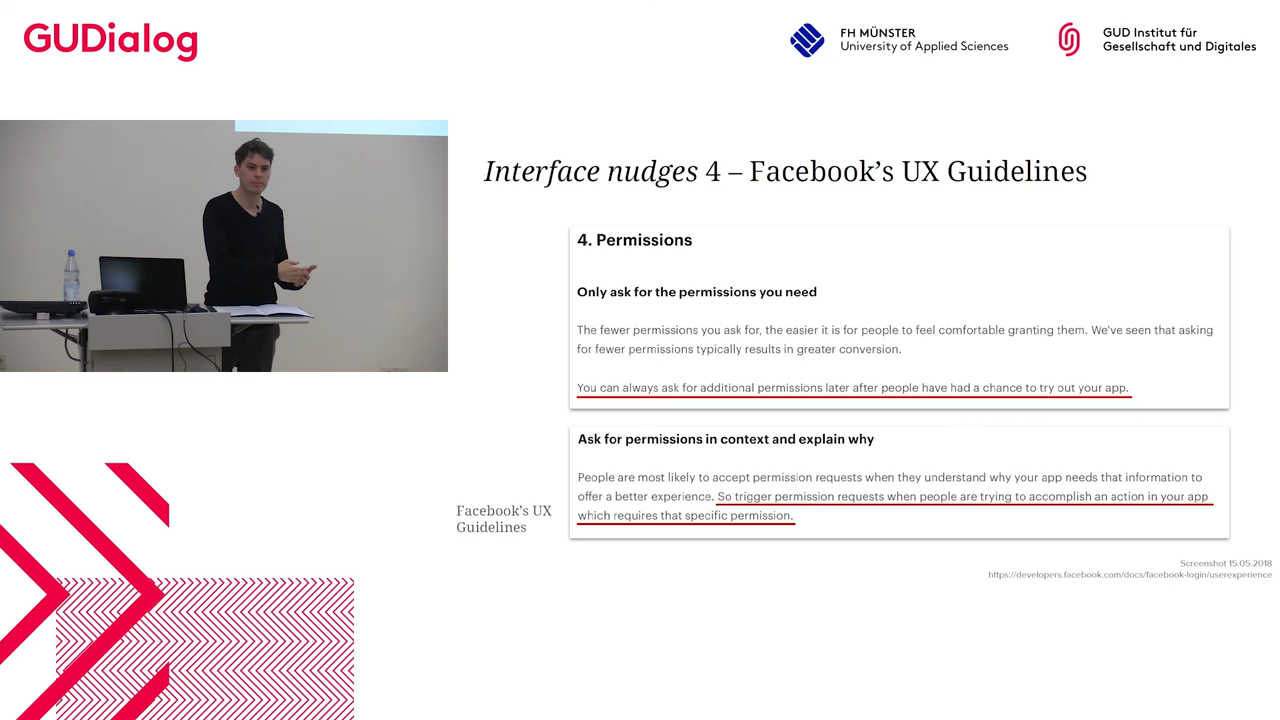 GUDialog
FH MÜNSTER
University of Applied Sciences
GUD Institut für
Gesellschaft und Digitales
Interface nudges 4 – Facebook's UX Guidelines
4. Permissions
Only ask for the permissions you need
The fewer permissions you ask for, the easier it is for people to feel comfortable granting them. We've seen that asking
for fewer permissions typically results in greater conversion.
You can always ask for additional permissions later after people have had a chance to try out your app.
Ask for permissions in context and explain why
People are most likely to accept permission requests when they understand why your app needs that information to
offer a better experience. So trigger permission requests when people are trying to accomplish an action in your app
which requires that specific permission.
Facebook's UX
Guidelines
Screenshot 15.05.2018
https://developers.facebook.com/docs/facebook-login/userexperience